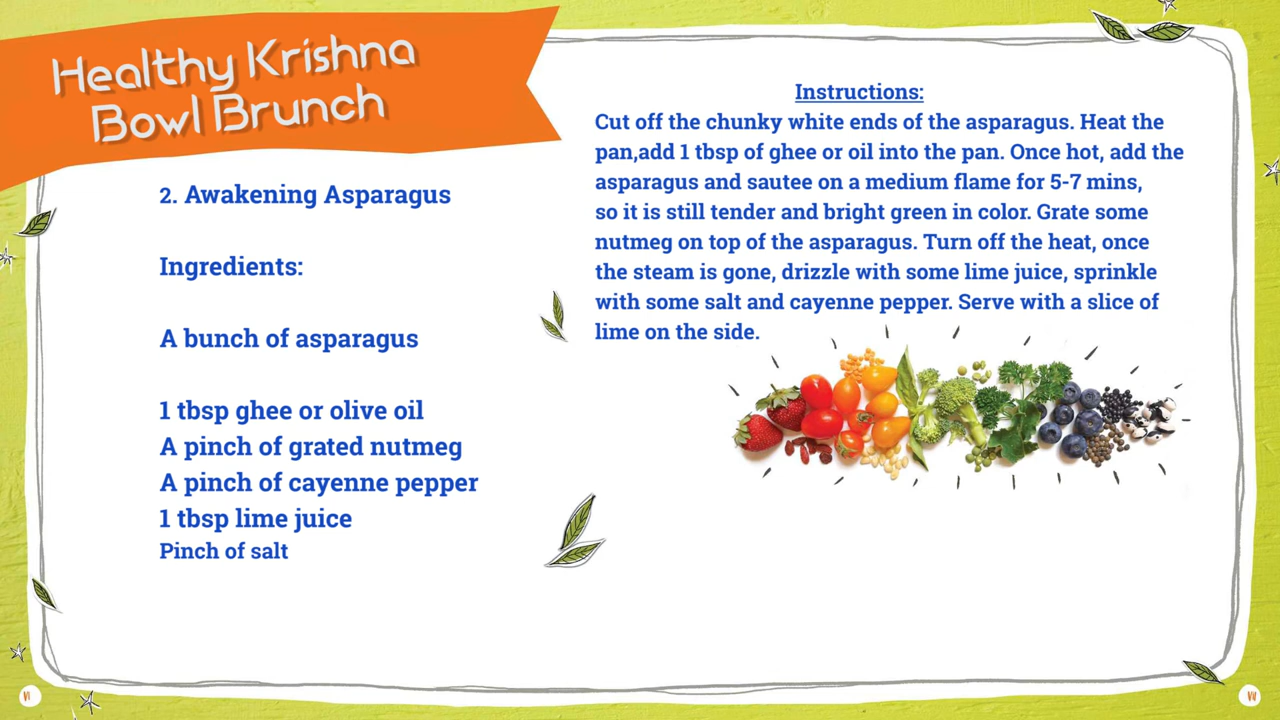 Healthy Krishna
Bowl Brunch
2. Awakening Asparagus
Ingredients:
A bunch of asparagus
1 tbsp ghee or olive oil
A pinch of grated nutmeg
A pinch of cayenne pepper
1 tbsp lime juice
Pinch of salt
Instructions:
Cut off the chunky white ends of the asparagus. Heat the
pan,add 1 tbsp of ghee or oil into the pan. Once hot, add the
asparagus and sautee on a medium flame for 5-7 mins,
so it is still tender and bright green in color. Grate some
nutmeg on top of the asparagus. Turn off the heat, once
the steam is gone, drizzle with some lime juice, sprinkle
with some salt and cayenne pepper. Serve with a slice of
lime on the side.